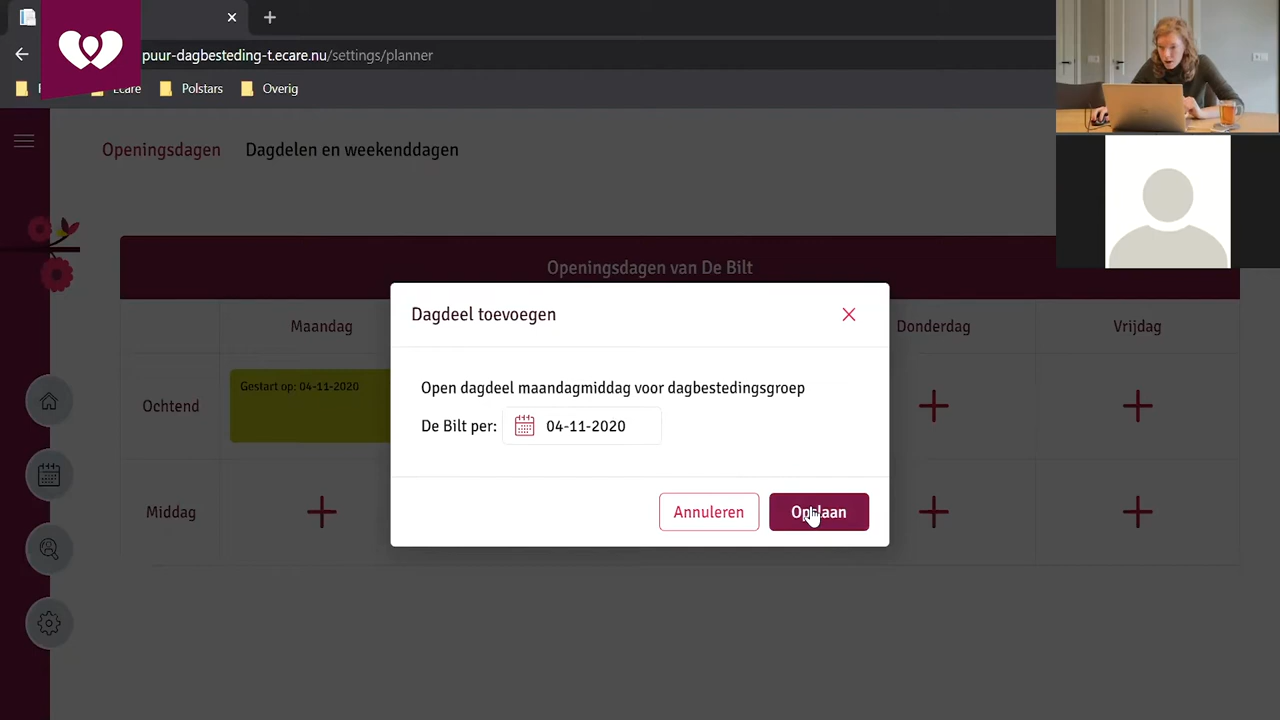 puur-dagbesteding-t.ecare.nu/settings/planner
Ecare
Polstars
Overig
Openingsdagen
Dagdelen en weekenddagen
Openingsdagen van De Bilt
Maandag
Donderdag
Vrijdag
Ochtend
Gestart op: 04-11-2020
Middag
Dagdeel toevoegen
Open dagdeel maandagmiddag voor dagbestedingsgroep
De Bilt per: 04-11-2020
Annuleren
Opslaan